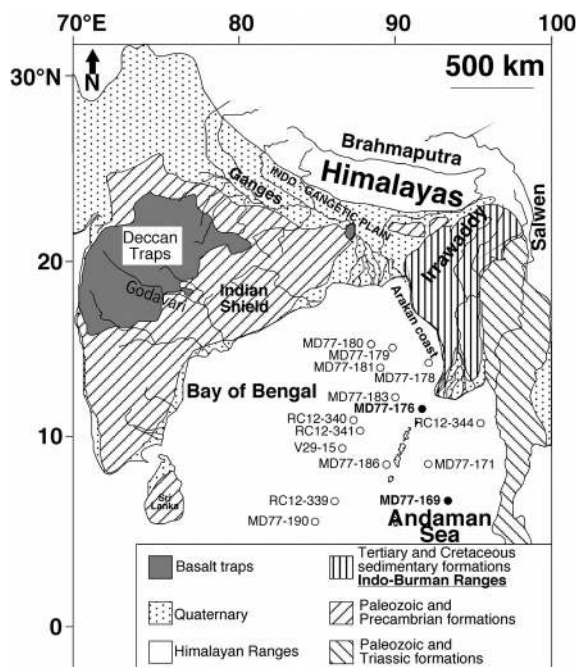 70°E 80 90 100
30°N
N
500 km
Brahmaputra
Himalayas
Ganges
INDO - GANGETIC PLAIN
Salwen
Irrawaddy
Deccan
Traps
20
Godavari
Indian
Shield
Arakan coast
MD77-180
MD77-179
MD77-181
MD77-178
Bay of Bengal
MD77-183
MD77-176
RC12-340
RC12-344
RC12-341
10
V29-15
MD77-186
MD77-171
Sri
Lanka
RC12-339
MD77-169
MD77-190
Andaman
Sea
Basalt traps
Tertiary and Cretaceous
sedimentary formations
Indo-Burman Ranges
Quaternary
Paleozoic and
Precambrian formations
0
Himalayan Ranges
Paleozoic and
Triassic formations